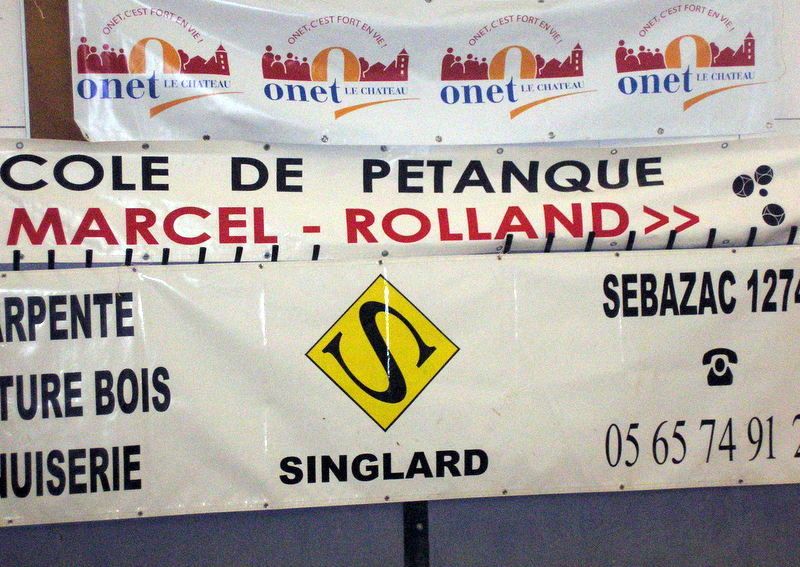 ONET, C'EST FORT EN VIE !
onet LE CHATEAU
ONET, C'EST FORT EN VIE !
onet LE CHATEAU
ONET, C'EST FORT EN VIE !
onet LE CHATEAU
ONET, C'EST FORT EN VIE !
onet LE CHATEAU
COLE DE PETANQUE
MARCEL - ROLLAND >>
ARPENTE
TURE BOIS
NUISERIE
S
SINGLARD
SEBAZAC 1274
05 65 74 91 2